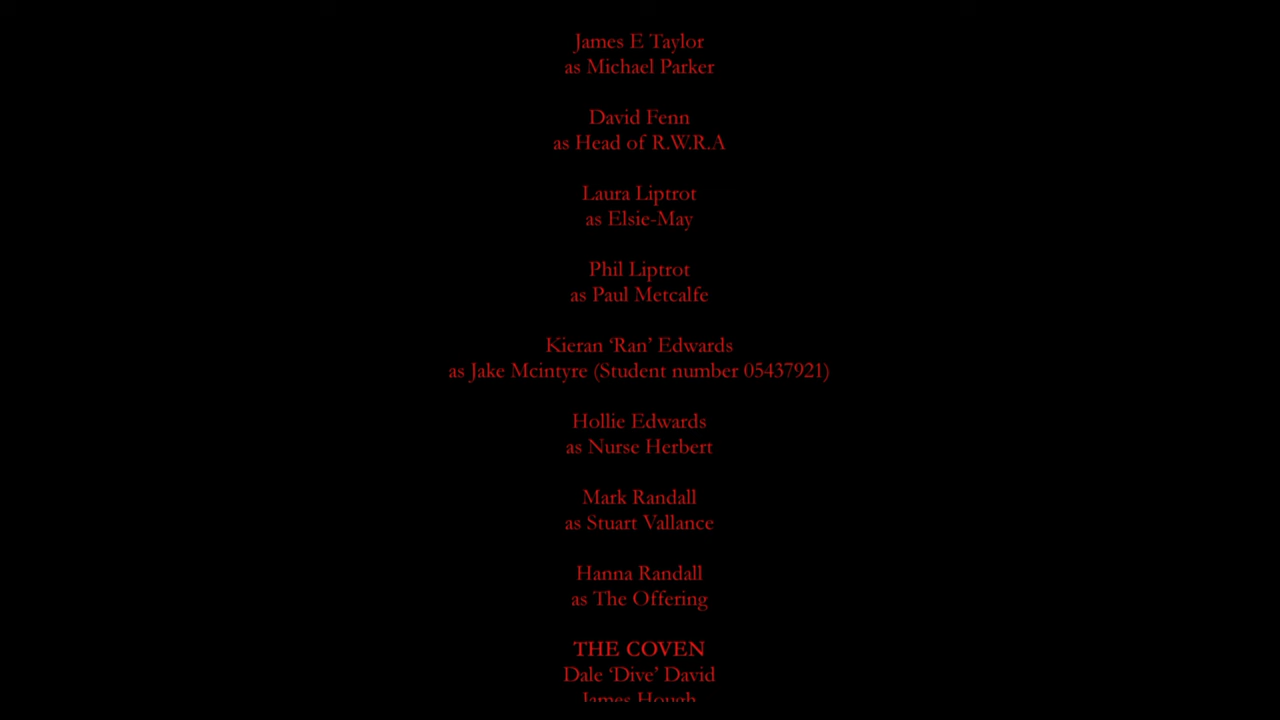 James E Taylor
as Michael Parker
David Fenn
as Head of R.W.R.A
Laura Liptrot
as Elsie-May
Phil Liptrot
as Paul Metcalfe
Kieran ‘Ran’ Edwards
as Jake Mcintyre (Student number 05437921)
Hollie Edwards
as Nurse Herbert
Mark Randall
as Stuart Vallance
Hanna Randall
as The Offering
THE COVEN
Dale ‘Dive’ David
James Hough